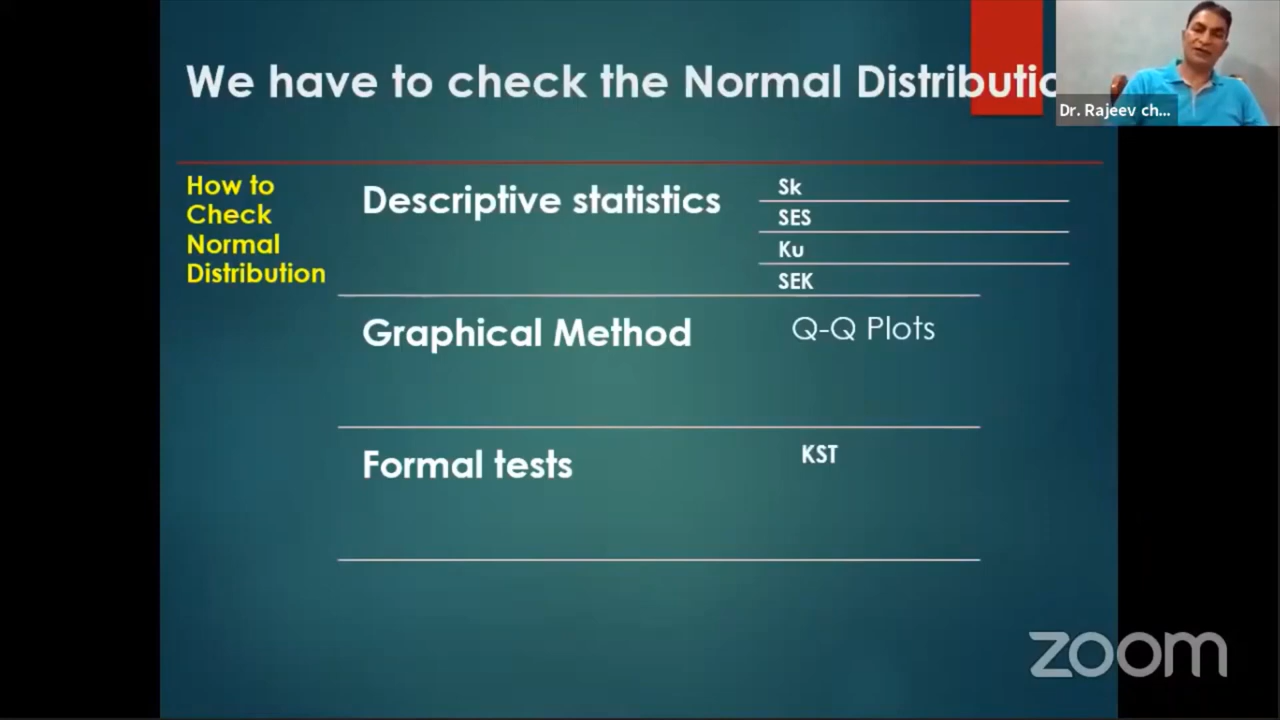 We have to check the Normal Distributio
Dr. Rajeev ch...
How to
Check
Normal
Distribution
Descriptive statistics
Sk
SES
Ku
SEK
Graphical Method
Q-Q Plots
Formal tests
KST
zoom